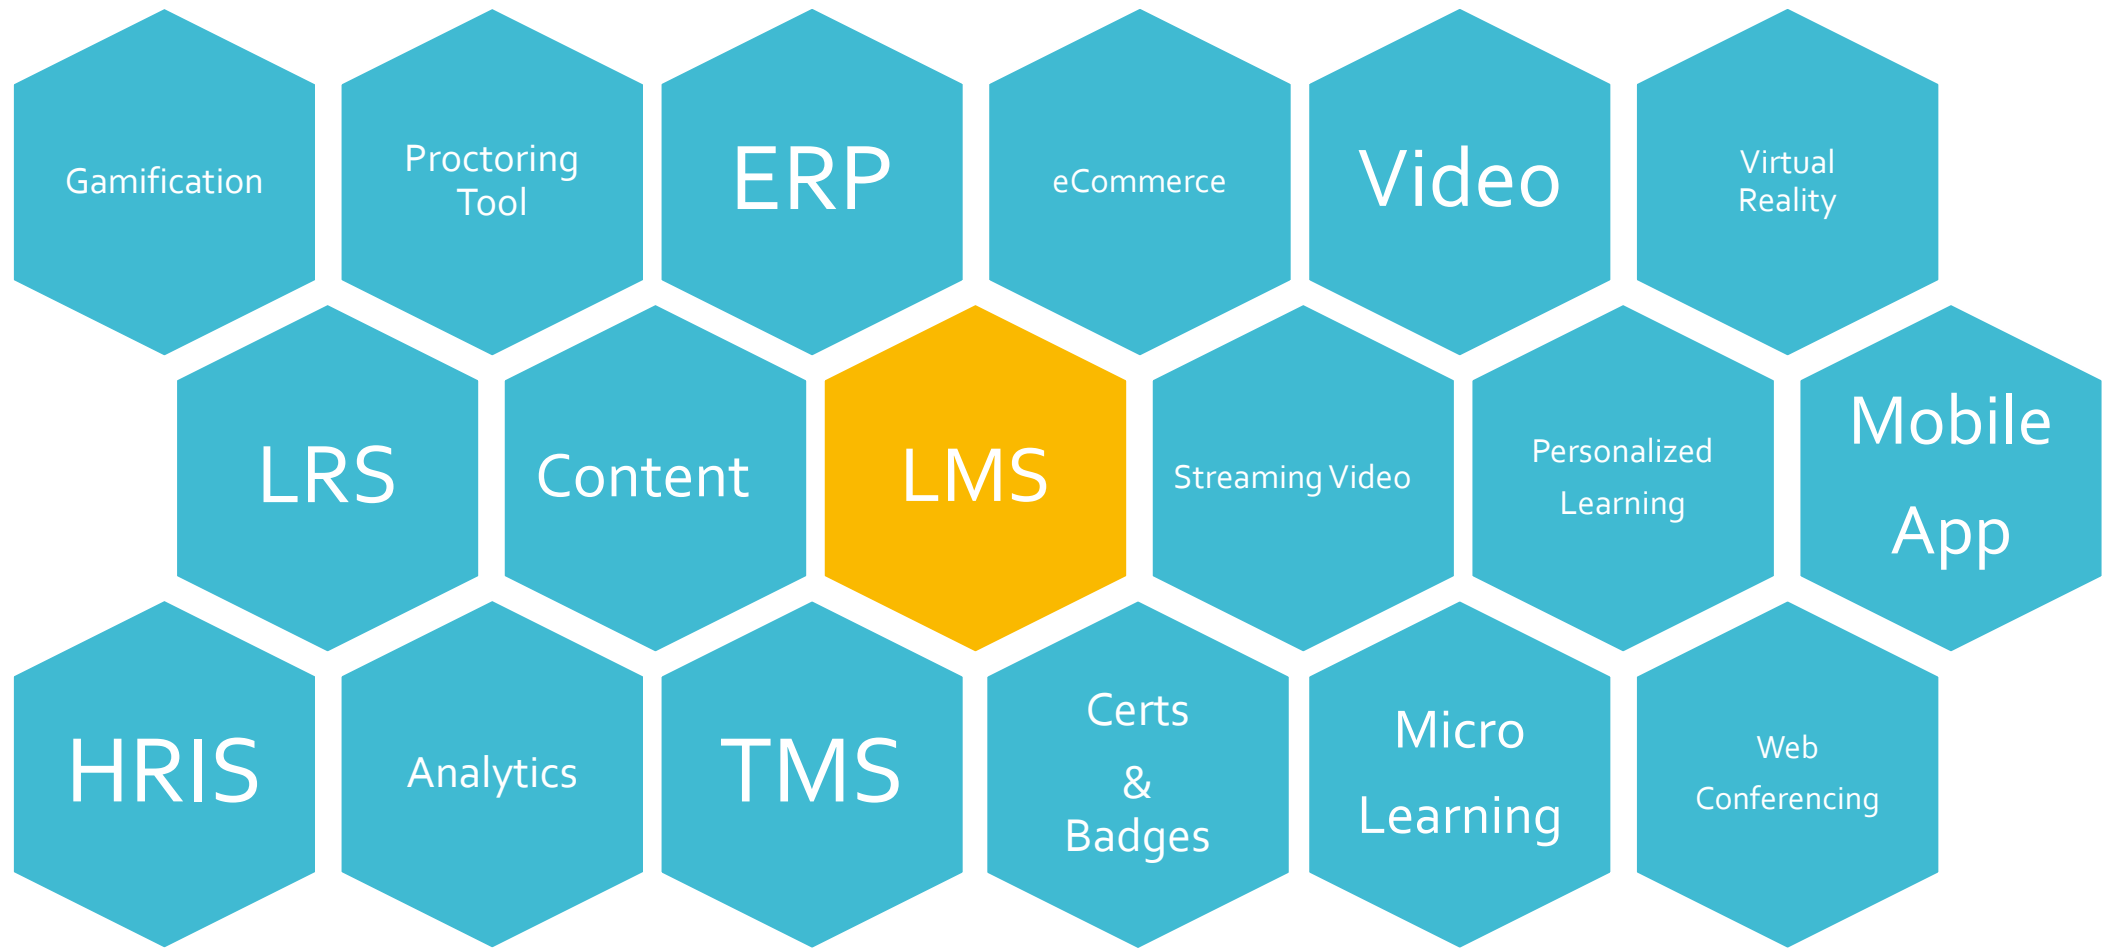 Gamification
Proctoring
Tool
ERP
eCommerce
Video
Virtual
Reality
LRS
Content
LMS
Streaming Video
Personalized
Learning
Mobile
App
HRIS
Analytics
TMS
Certs
&
Badges
Micro
Learning
Web
Conferencing